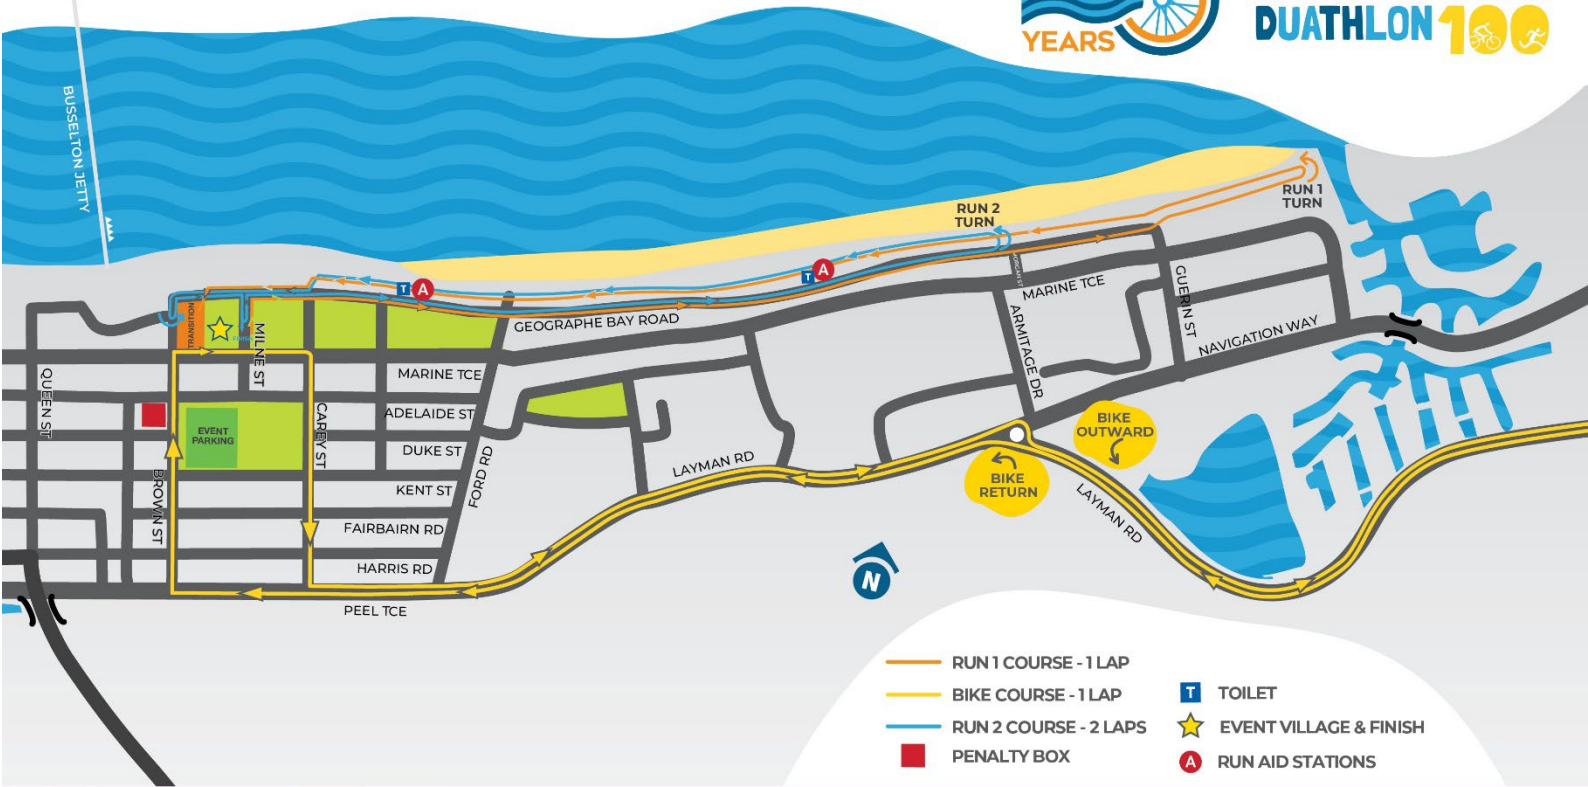 YEARS
DUATHLON 100
BUSSELTON JETTY
RUN 1
TURN
RUN 2
TURN
T
A
T
A
TRANSITION
FINISH
MILNE ST
GEOGRAPHE BAY ROAD
MARINE TCE
MARINE TCE
GUERIN ST
NAVIGATION WAY
ARMITAGE DR
QUEEN ST
ADELAIDE ST
CAREY ST
EVENT
PARKING
DUKE ST
BROWN ST
KENT ST
FORD RD
LAYMAN RD
BIKE
OUTWARD
BIKE
RETURN
LAYMAN RD
FAIRBAIRN RD
HARRIS RD
PEEL TCE
N
RUN 1 COURSE - 1 LAP
BIKE COURSE - 1 LAP
RUN 2 COURSE - 2 LAPS
PENALTY BOX
T TOILET
EVENT VILLAGE & FINISH
A RUN AID STATIONS